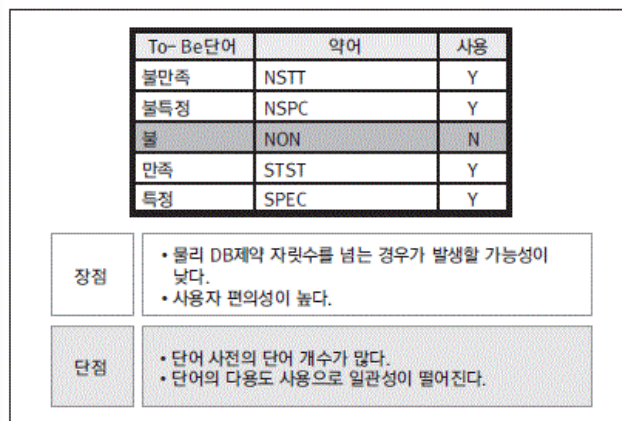 To- Be단어 약어 사용
불만족 NSTT Y
불특정 NSPC Y
불 NON N
만족 STST Y
특정 SPEC Y
장점
• 물리 DB제약 자릿수를 넘는 경우가 발생할 가능성이
낮다.
• 사용자 편의성이 높다.
단점
• 단어 사전의 단어 개수가 많다.
• 단어의 다용도 사용으로 일관성이 떨어진다.